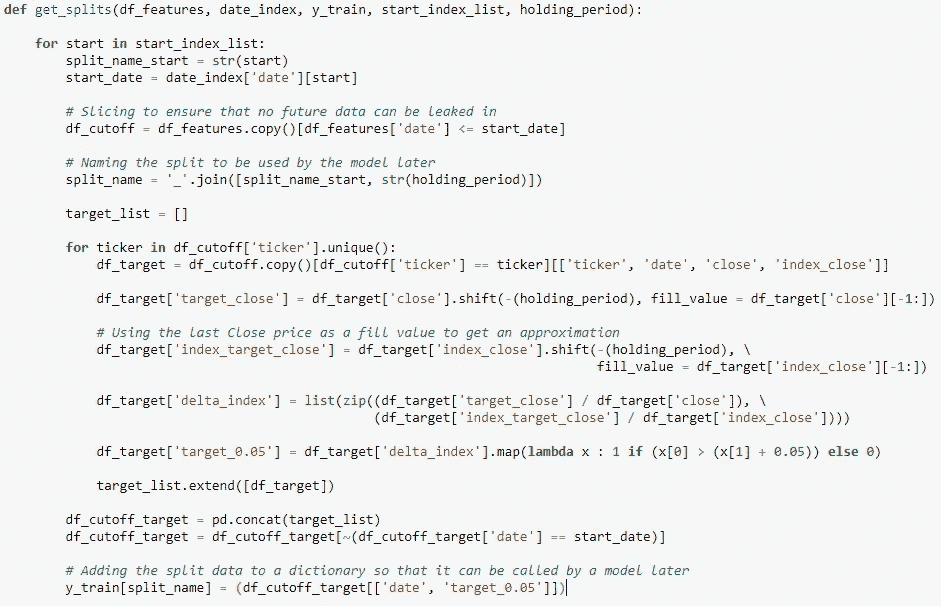 def get_splits(df_features, date_index, y_train, start_index_list, holding_period):
for start in start_index_list:
split_name_start = str(start)
start_date = date_index['date'][start]
# Slicing to ensure that no future data can be leaked in
df_cutoff = df_features.copy()[df_features['date'] <= start_date]
# Naming the split to be used by the model later
split_name = '_'.join([split_name_start, str(holding_period)])
target_list = []
for ticker in df_cutoff['ticker'].unique():
df_target = df_cutoff.copy()[df_cutoff['ticker'] == ticker][['ticker', 'date', 'close', 'index_close']]
df_target['target_close'] = df_target['close'].shift(-(holding_period), fill_value = df_target['close'][-1:])
# Using the last Close price as a fill value to get an approximation
df_target['index_target_close'] = df_target['index_close'].shift(-(holding_period), \
fill_value = df_target['index_close'][-1:])
df_target['delta_index'] = list(zip((df_target['target_close'] / df_target['close']), \
(df_target['index_target_close'] / df_target['index_close'])))
df_target['target_0.05'] = df_target['delta_index'].map(lambda x : 1 if (x[0] > (x[1] + 0.05)) else 0)
target_list.extend([df_target])
df_cutoff_target = pd.concat(target_list)
df_cutoff_target = df_cutoff_target[~(df_cutoff_target['date'] == start_date)]
# Adding the split data to a dictionary so that it can be called by a model later
y_train[split_name] = (df_cutoff_target[['date', 'target_0.05']])